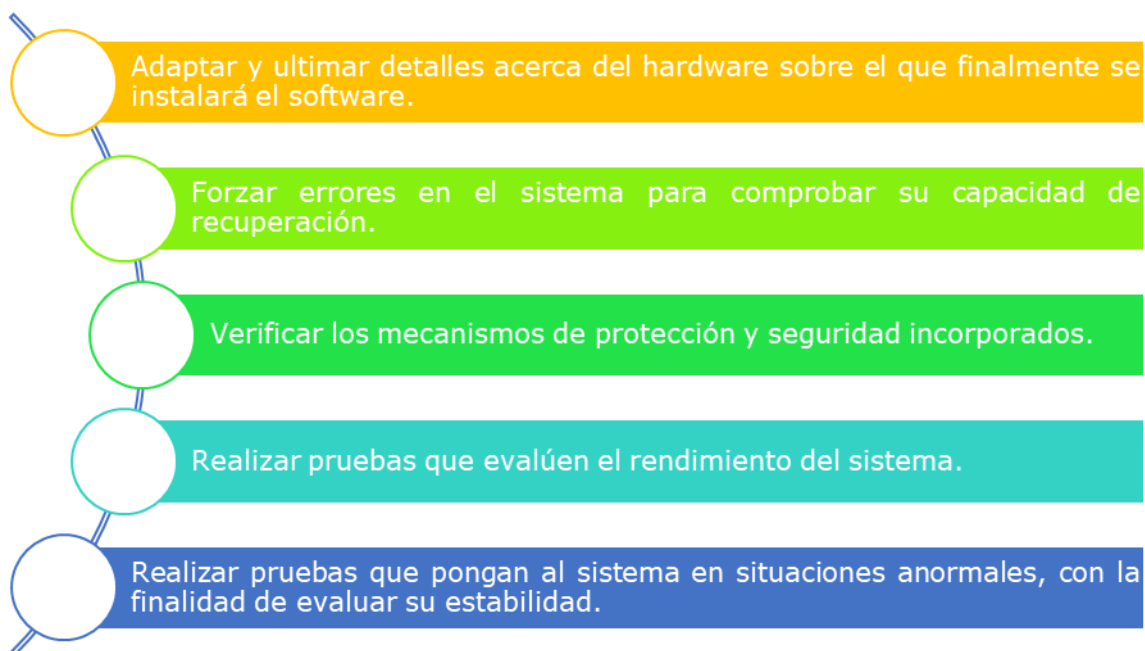 Adaptar y ultimar detalles acerca del hardware sobre el que finalmente se
instalará el software.
Forzar errores en el sistema para comprobar su capacidad de
recuperación.
Verificar los mecanismos de protección y seguridad incorporados.
Realizar pruebas que evalúen el rendimiento del sistema.
Realizar pruebas que pongan al sistema en situaciones anormales, con la
finalidad de evaluar su estabilidad.